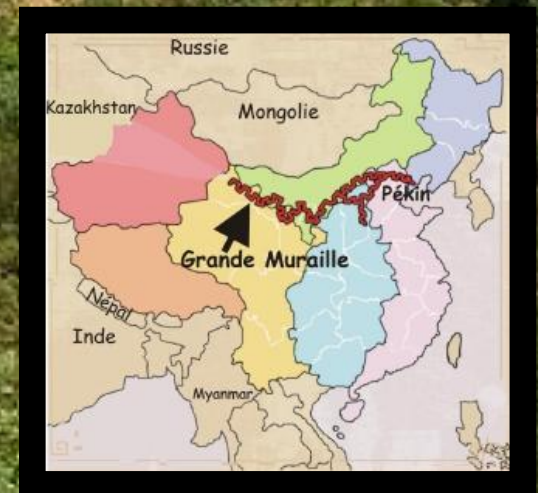 Russie
Kazakhstan
Mongolie
Pékin
Grande Muraille
Népal
Inde
Myanmar